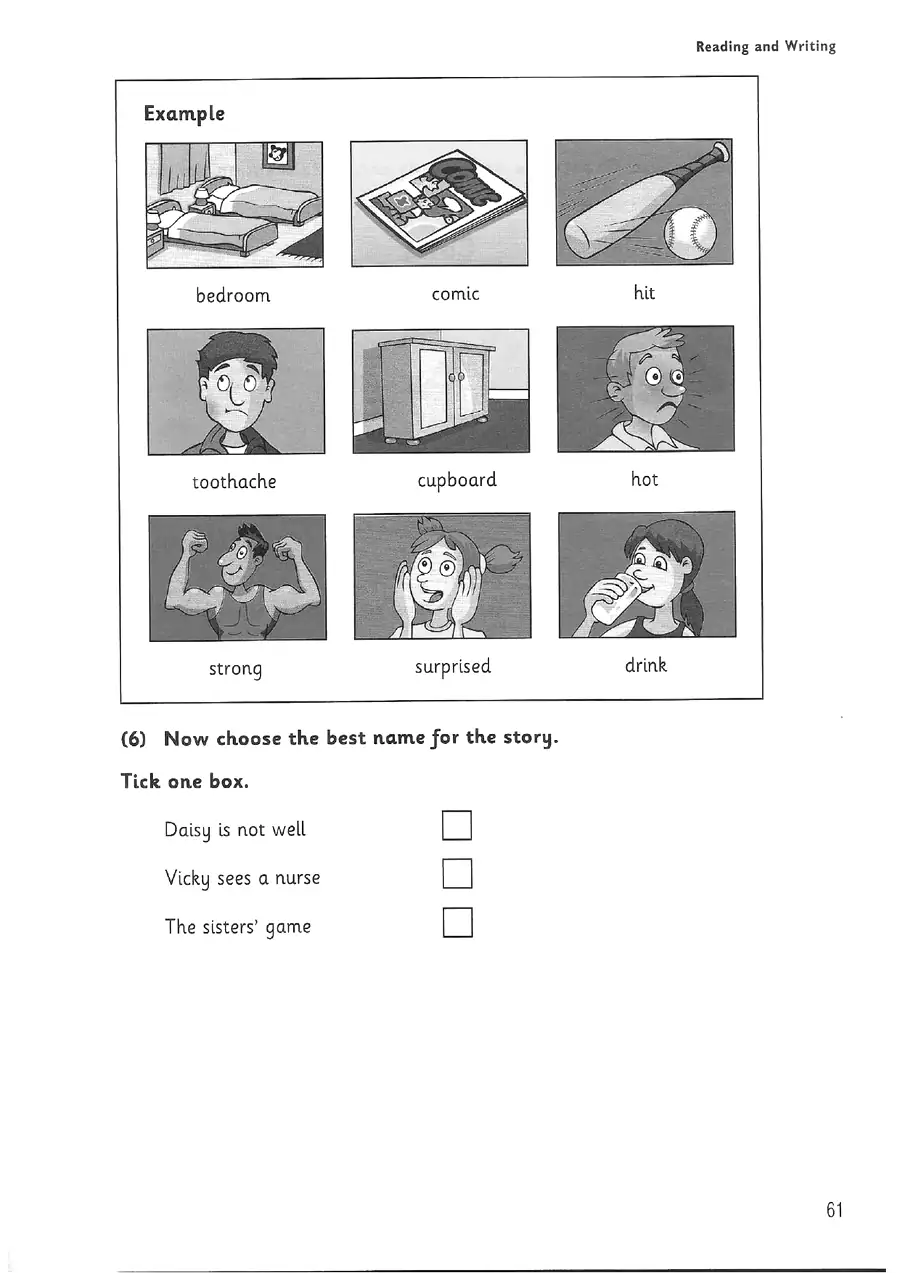 Reading and Writing
Example
comic
bedroom comic hit
toothache cupboard hot
strong surprised drink
(6) Now choose the best name for the story.
Tick one box.
Daisy is not well
Vicky sees a nurse
The sisters' game
61